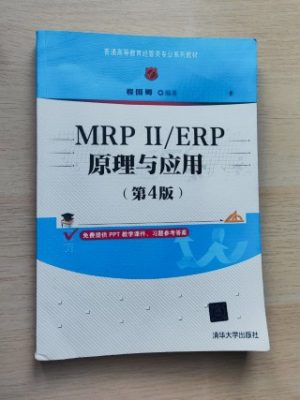 普通高等教育经管类专业系列教材
程国卿 ◎ 编著
MRP II/ERP
原理与应用
(第4版)
免费提供PPT教学课件、习题参考答案
清华大学出版社